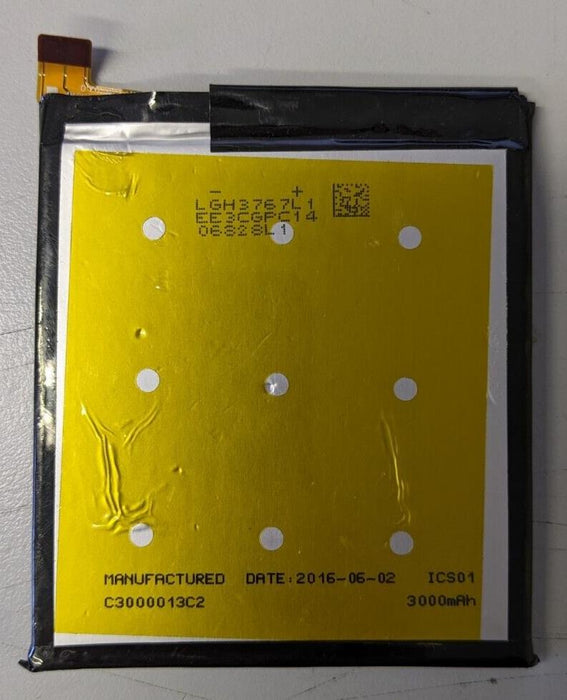 - +
LGH3767L1
EE3CGPC14
06828L1
MANUFACTURED DATE:2016-06-02 ICS01
C3000013C2 3000mAh